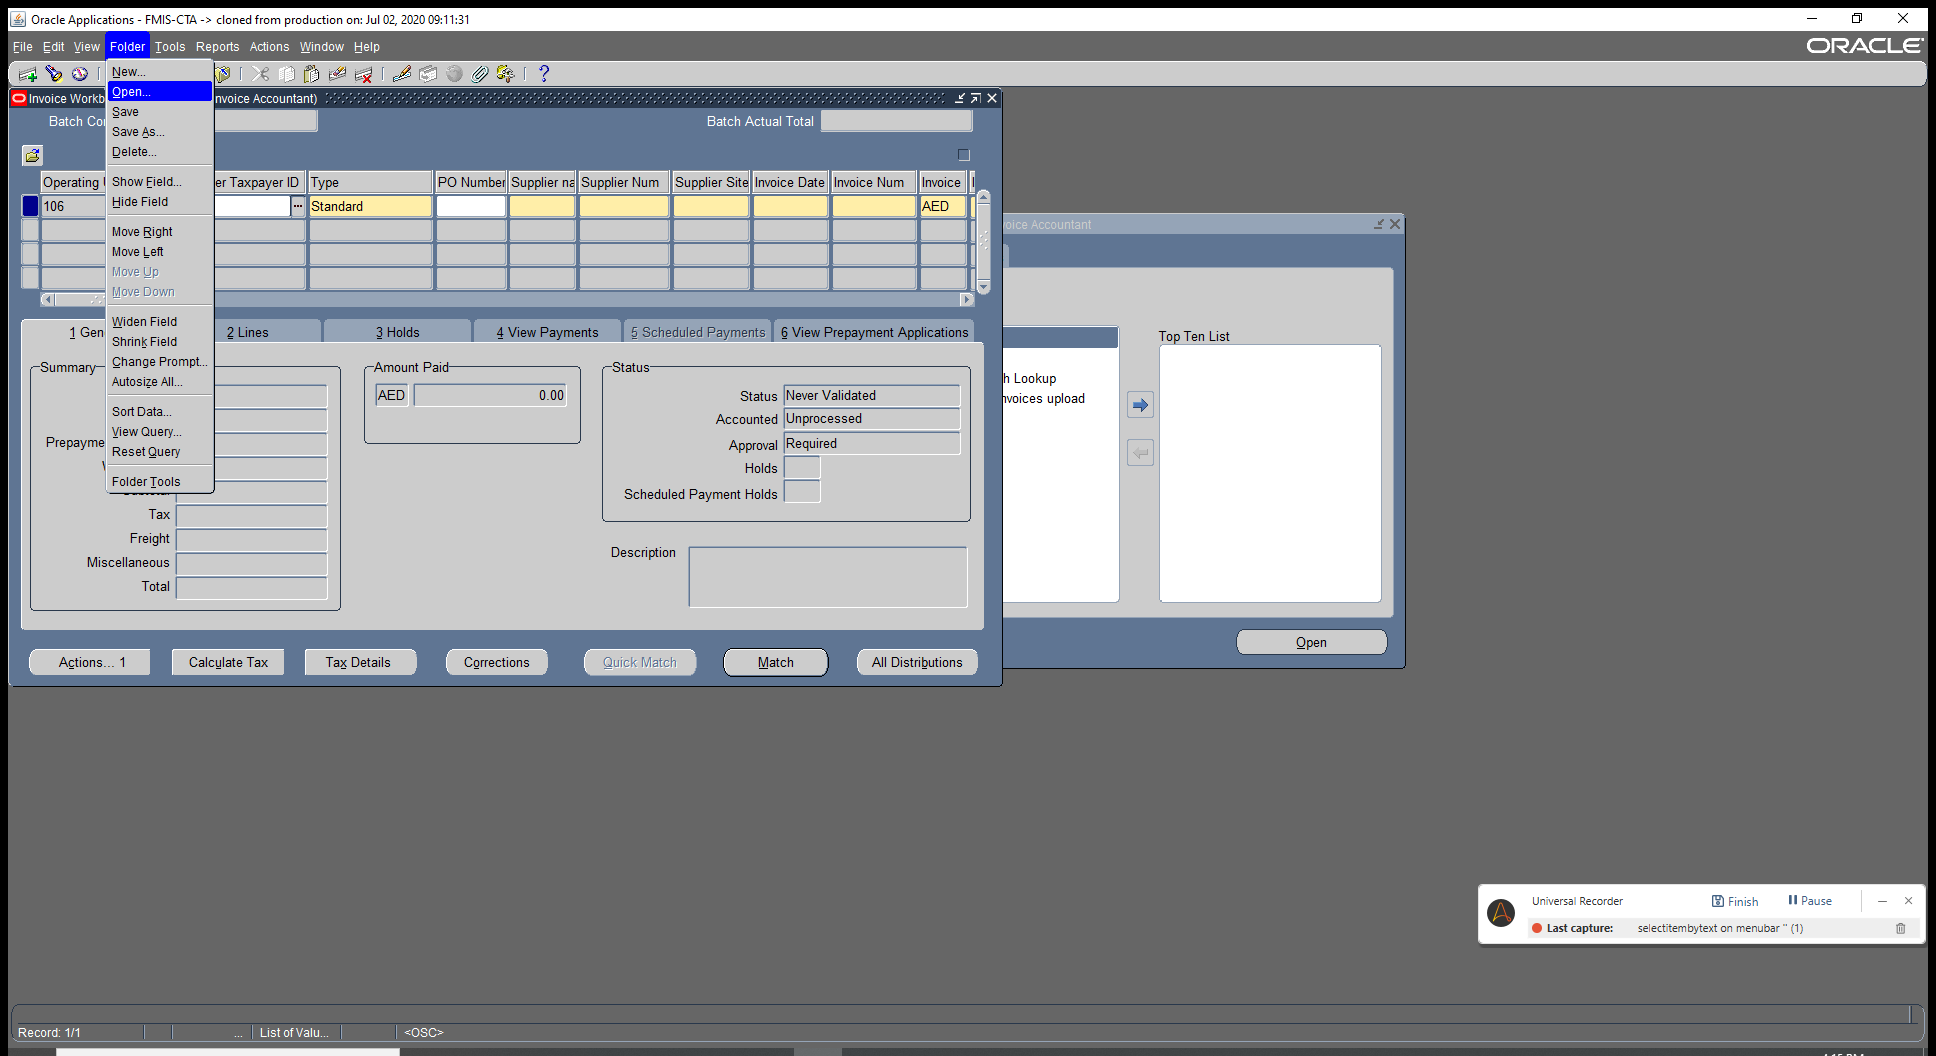 Oracle Applications - FMIS-CTA -> cloned from production on: Jul 02, 2020 09:11:31
File Edit View Folder Tools Reports Actions Window Help
ORACLE
New...
Open...
Save
Save As...
Delete...
Show Field...
Hide Field
Move Right
Move Left
Move Up
Move Down
Widen Field
Shrink Field
Change Prompt...
Autosize All...
Sort Data...
View Query...
Reset Query
Folder Tools
Invoice Workb nvoice Accountant)
Batch Co Batch Actual Total
Operating er Taxpayer ID Type PO Number Supplier na Supplier Num Supplier Site Invoice Date Invoice Num Invoice
106 ... Standard AED
1 Gene 2 Lines 3 Holds 4 View Payments 5 Scheduled Payments 6 View Prepayment Applications
Summary Amount Paid Status
AED 0.00
Status Never Validated
Accounted Unprocessed
Approval Required
Holds
Scheduled Payment Holds
Prepayme
Subtotal
Tax
Freight
Miscellaneous
Total
Description
Actions... 1 Calculate Tax Tax Details Corrections Quick Match Match All Distributions
voice Accountant
Top Ten List
h Lookup
nvoices upload
Open
Universal Recorder Finish Pause
Last capture: selectitembytext on menubar '' (1)
Record: 1/1 ... List of Valu... <OSC>